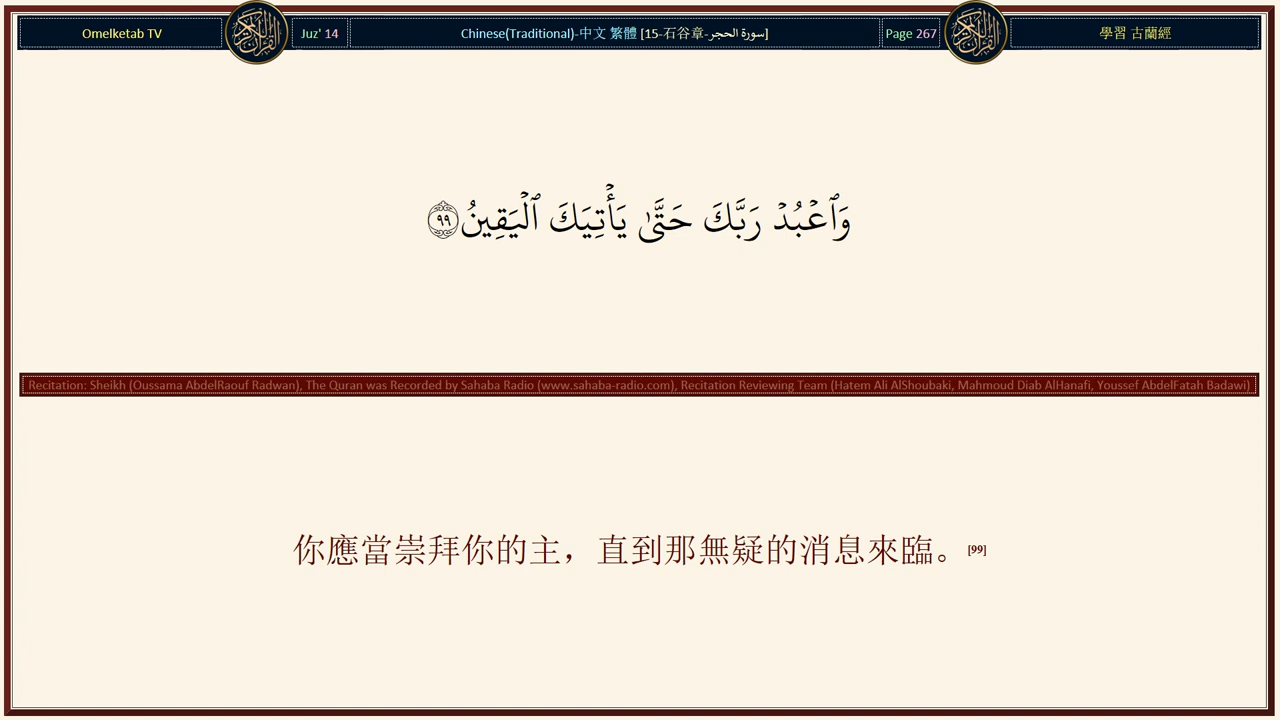 Omelketab TV
Juz' 14
Chinese(Traditional)-中文 繁體 [15-石谷章-سورة الحجر]
Page 267
學習 古蘭經
وَٱعۡبُدۡ رَبَّكَ حَتَّىٰ يَأۡتِيَكَ ٱلۡيَقِينُ ٩٩
Recitation: Sheikh (Oussama AbdelRaouf Radwan), The Quran was Recorded by Sahaba Radio (www.sahaba-radio.com), Recitation Reviewing Team (Hatem Ali AlShoubaki, Mahmoud Diab AlHanafi, Youssef AbdelFatah Badawi)
你應當崇拜你的主，直到那無疑的消息來臨。[99]